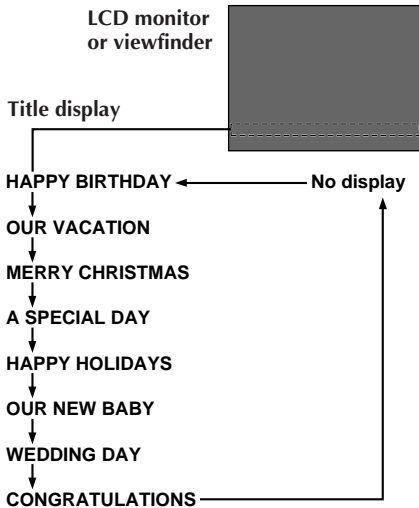 LCD monitor
or viewfinder
Title display
HAPPY BIRTHDAY
No display
OUR VACATION
MERRY CHRISTMAS
A SPECIAL DAY
HAPPY HOLIDAYS
OUR NEW BABY
WEDDING DAY
CONGRATULATIONS